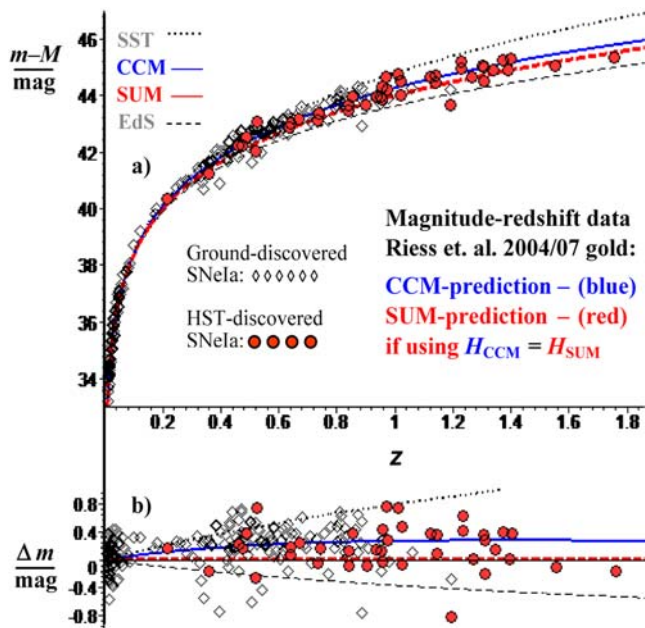 m–M
mag
SST
CCM
SUM
EdS
a)
46
44
42
40
38
36
34
Ground-discovered
SNeIa:
HST-discovered
SNeIa:
Magnitude-redshift data
Riess et. al. 2004/07 gold:
CCM-prediction – (blue)
SUM-prediction – (red)
if using HCCM = HSUM
0.2 0.4 0.6 0.8 1 1.2 1.4 1.6 1.8
z
b)
Δ m
mag
0.8
0.4
0
-0.4
-0.8